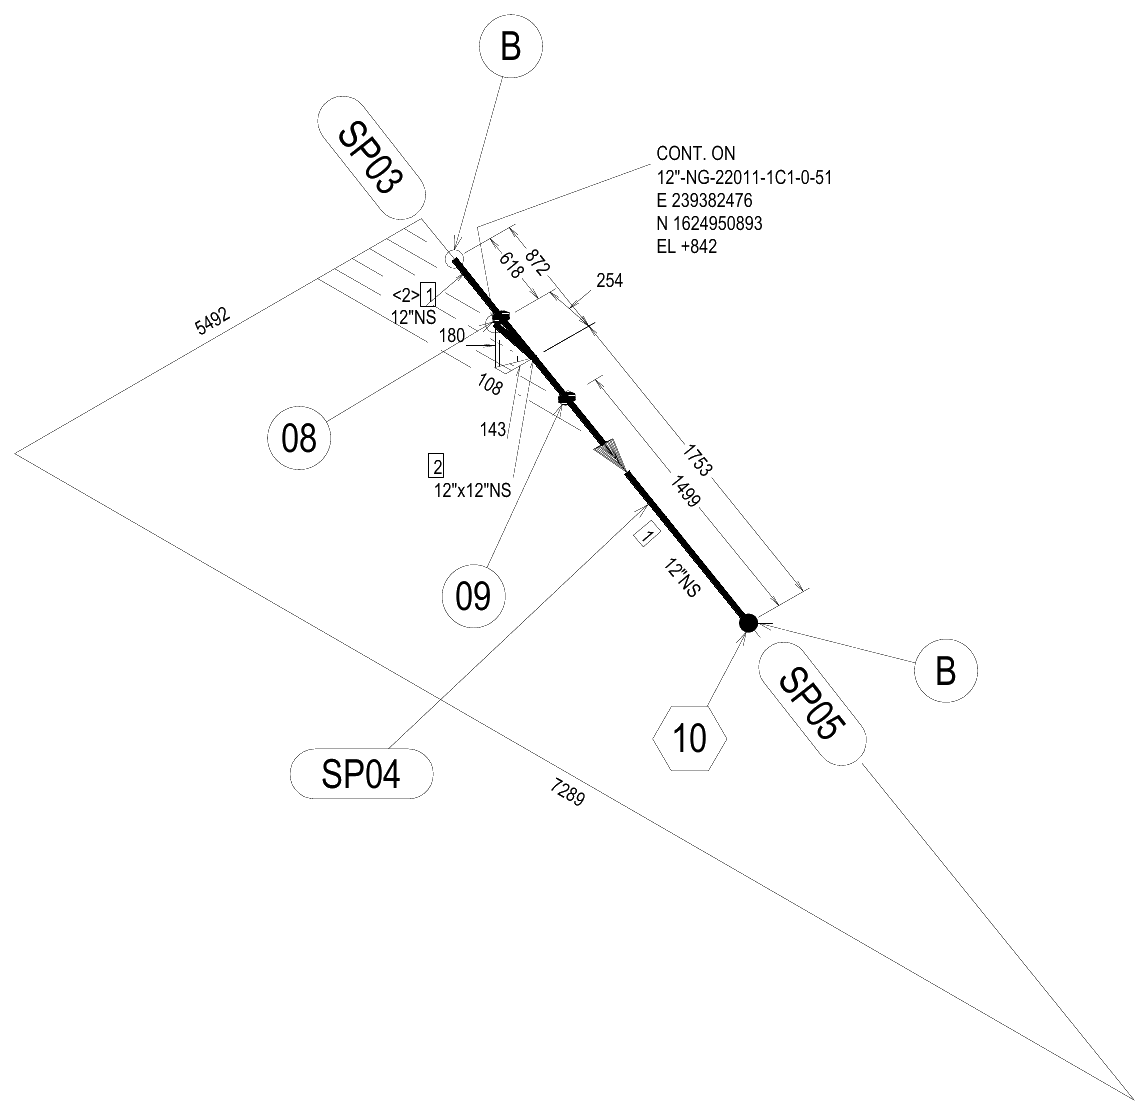 B
SP03
CONT. ON
12"-NG-22011-1C1-0-51
E 239382476
N 1624950893
EL +842
872
618
254
<2> 1
12"NS
5492
180
108
08
143
2
12"x12"NS
1753
1499
1
12"NS
09
B
SP05
10
SP04
7289